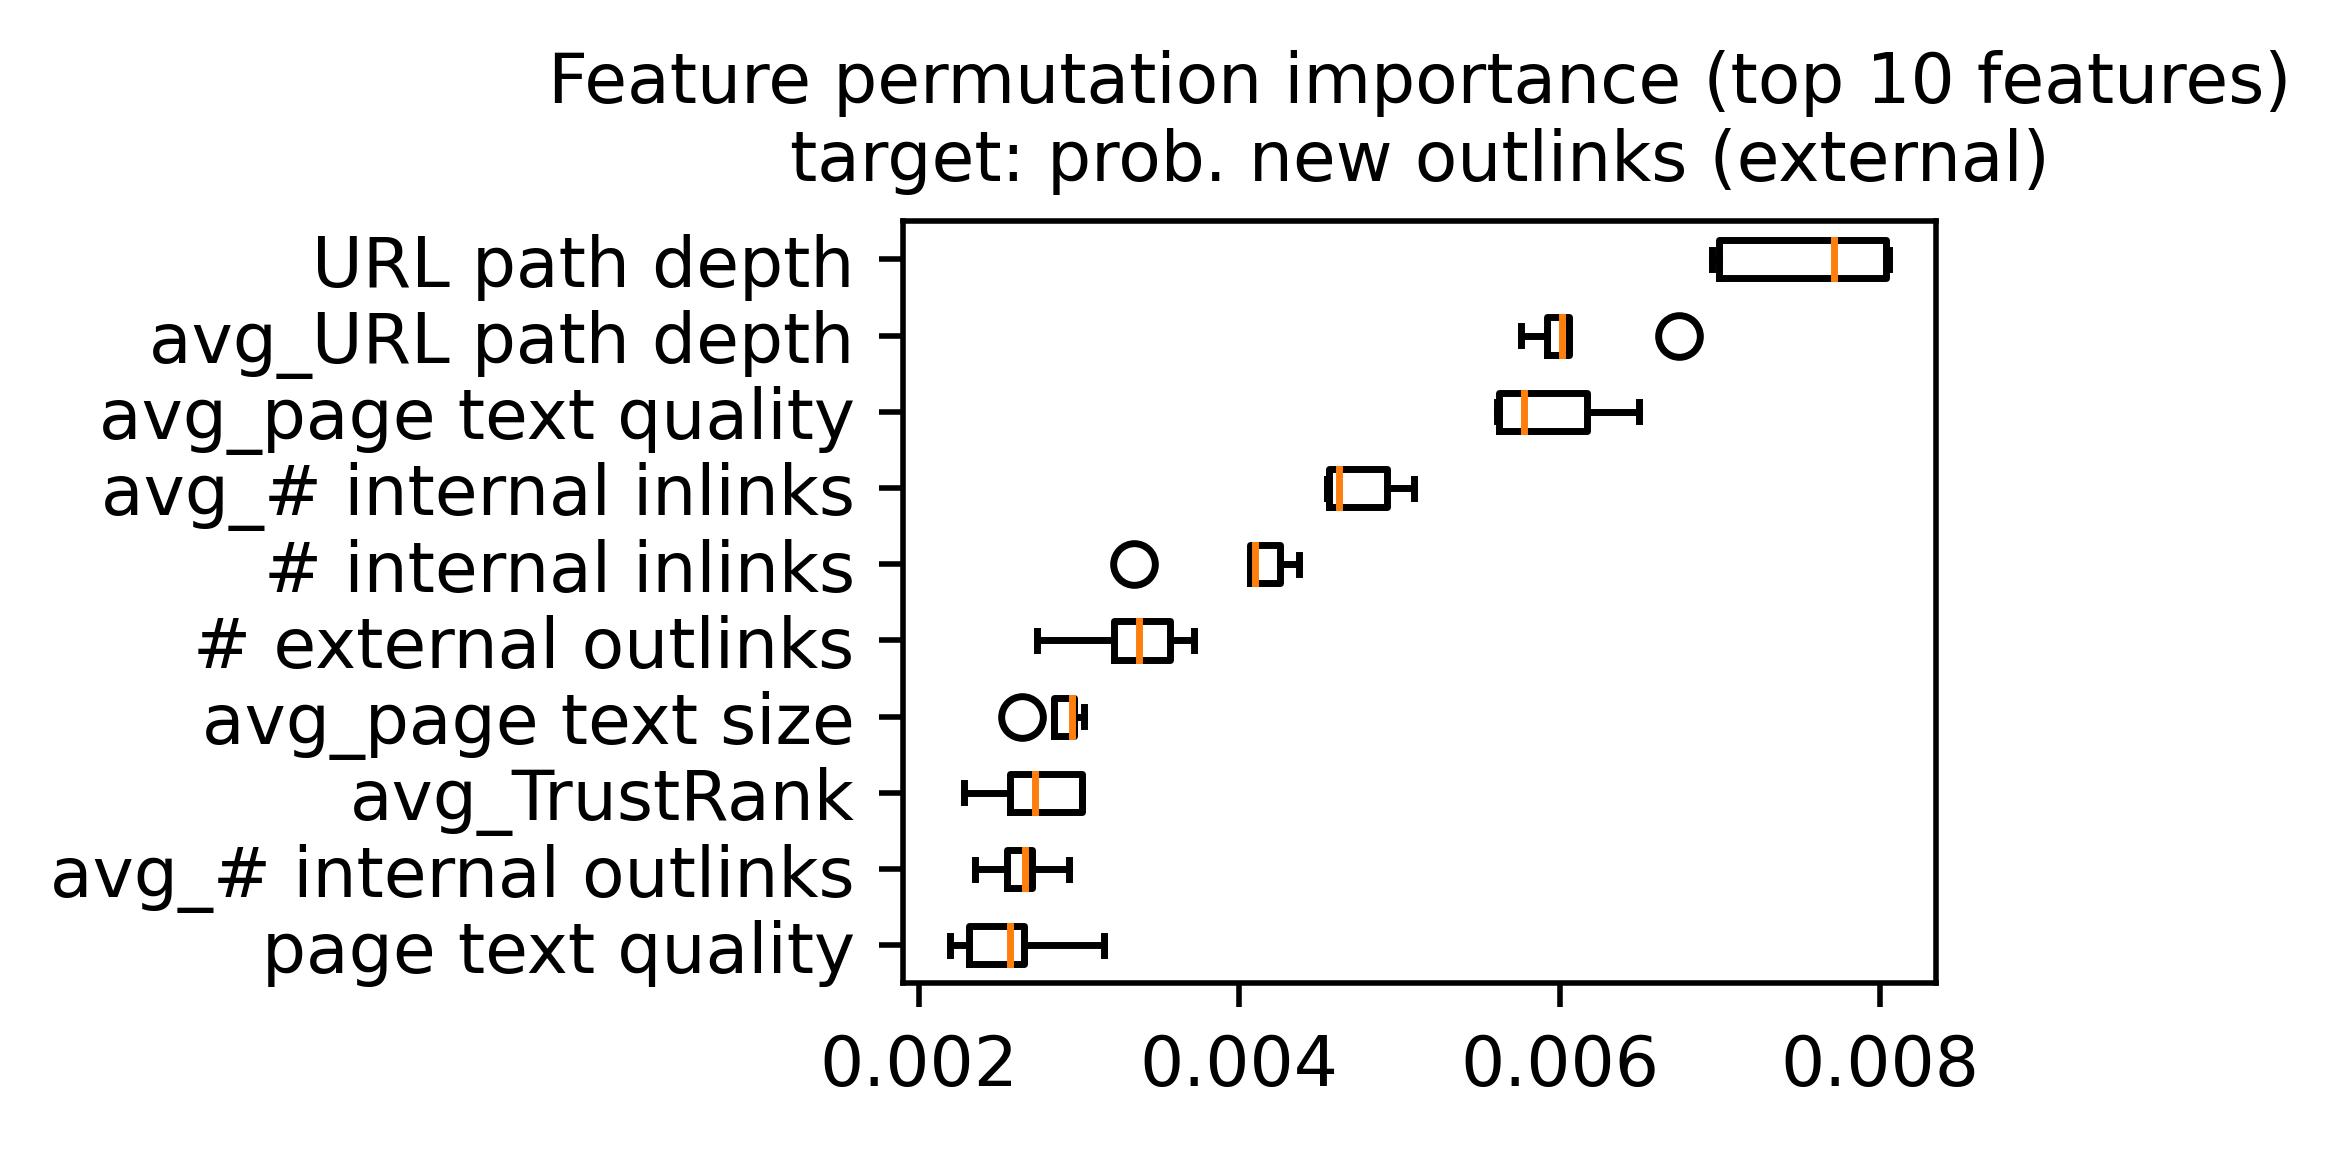 Feature permutation importance (top 10 features)
target: prob. new outlinks (external)
URL path depth
avg_URL path depth
avg_page text quality
avg_# internal inlinks
# internal inlinks
# external outlinks
avg_page text size
avg_TrustRank
avg_# internal outlinks
page text quality
0.002 0.004 0.006 0.008